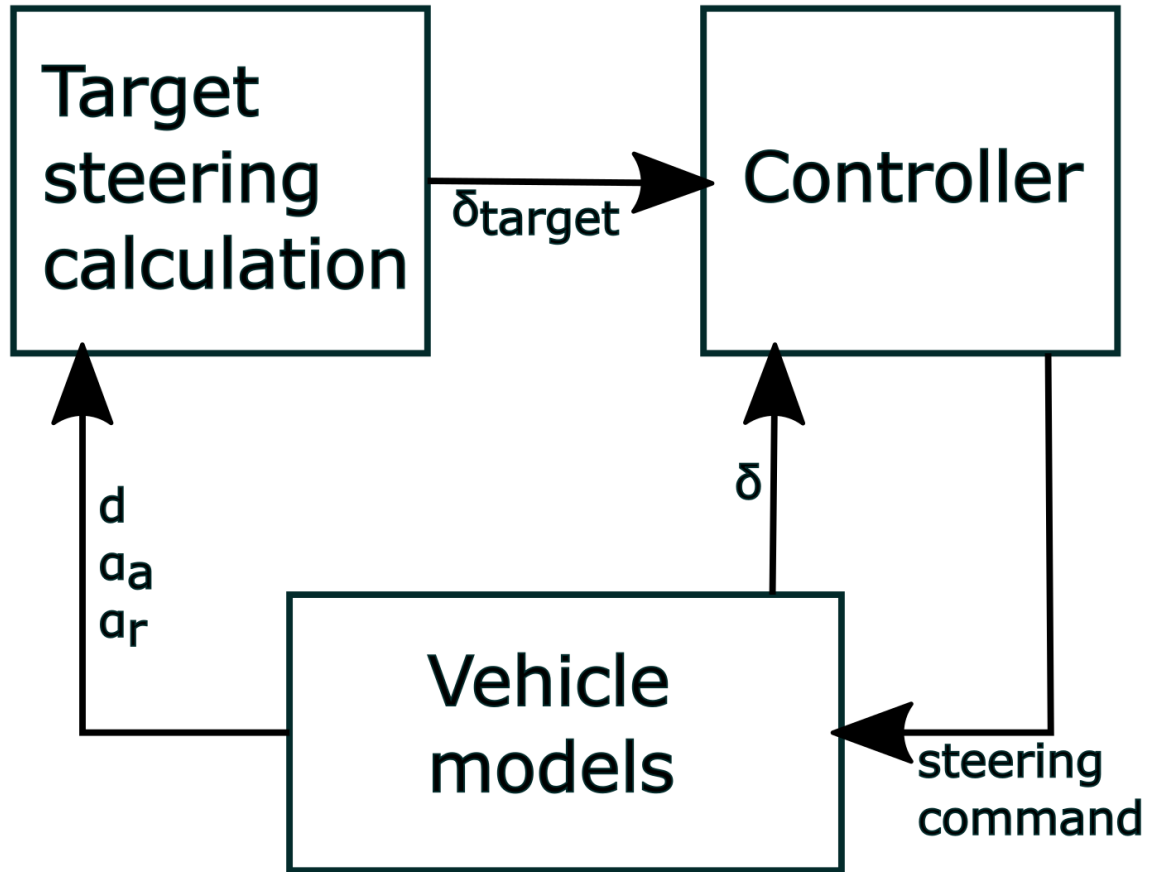 Target
steering
calculation
Controller
δtarget
δ
d
αa
αr
Vehicle
models
steering
command